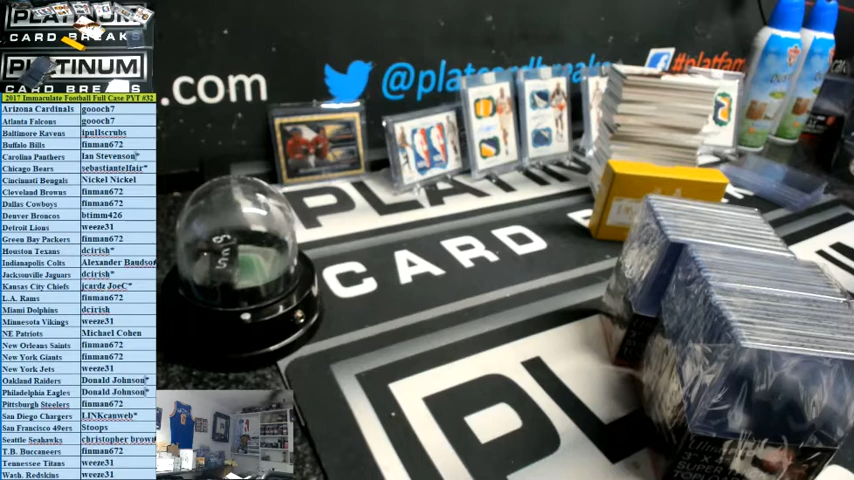 PLATINUM
CARD BREAKS
PLATINUM
CARD BREAKS
2017 Immaculate Football Full Case PYT #32
Arizona Cardinals goooch7
Atlanta Falcons goooch7
Baltimore Ravens ipullscrubs
Buffalo Bills finman672
Carolina Panthers Ian Stevenson*
Chicago Bears sebastiantelfair*
Cincinnati Bengals Nickel Nickel
Cleveland Browns finman672
Dallas Cowboys finman672
Denver Broncos btimm426
Detroit Lions weeze31
Green Bay Packers finman672
Houston Texans dcirish*
Indianapolis Colts Alexander Baudson
Jacksonville Jaguars dcirish*
Kansas City Chiefs jcardz JoeC*
L.A. Rams finman672
Miami Dolphins dcirish
Minnesota Vikings weeze31
NE Patriots Michael Cohen
New Orleans Saints finman672
New York Giants finman672
New York Jets weeze31
Oakland Raiders Donald Johnson*
Philadelphia Eagles Donald Johnson*
Pittsburgh Steelers finman672
San Diego Chargers LINKcanweb*
San Francisco 49ers Stoops
Seattle Seahawks christopher brown
T.B. Buccaneers finman672
Tennessee Titans weeze31
Wash. Redskins weeze31
.com
@platcardbreaks
#platfam
PLATINUM
CARD
PL